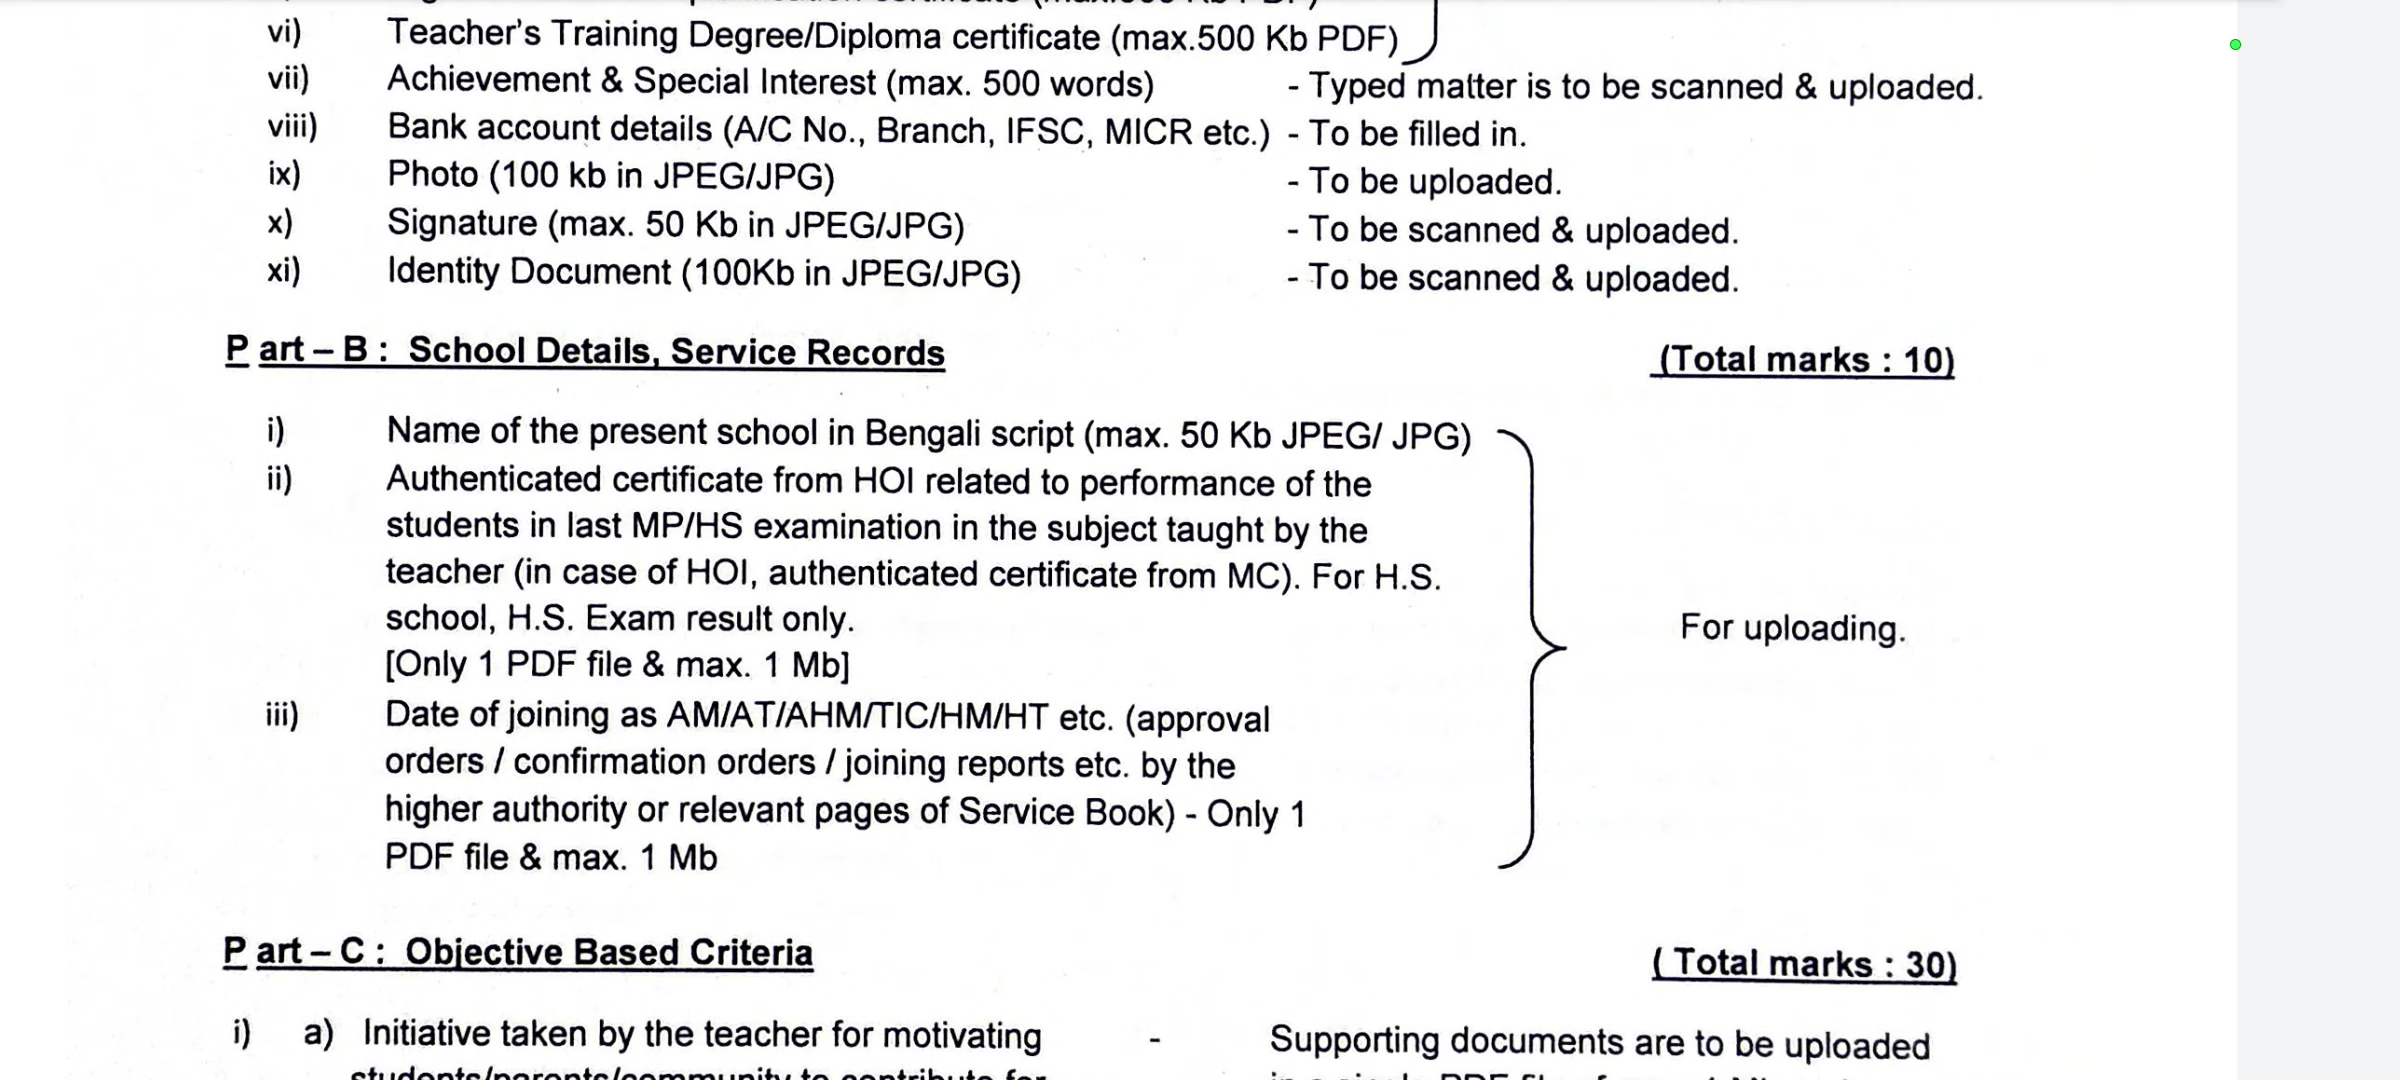 vi) Teacher's Training Degree/Diploma certificate (max.500 Kb PDF)
vii) Achievement & Special Interest (max. 500 words) - Typed matter is to be scanned & uploaded.
viii) Bank account details (A/C No., Branch, IFSC, MICR etc.) - To be filled in.
ix) Photo (100 kb in JPEG/JPG) - To be uploaded.
x) Signature (max. 50 Kb in JPEG/JPG) - To be scanned & uploaded.
xi) Identity Document (100Kb in JPEG/JPG) - To be scanned & uploaded.
P art – B : School Details, Service Records (Total marks : 10)
i) Name of the present school in Bengali script (max. 50 Kb JPEG/ JPG)
ii) Authenticated certificate from HOI related to performance of the
students in last MP/HS examination in the subject taught by the
teacher (in case of HOI, authenticated certificate from MC). For H.S.
school, H.S. Exam result only.
For uploading.
[Only 1 PDF file & max. 1 Mb]
iii) Date of joining as AM/AT/AHM/TIC/HM/HT etc. (approval
orders / confirmation orders / joining reports etc. by the
higher authority or relevant pages of Service Book) - Only 1
PDF file & max. 1 Mb
P art – C : Objective Based Criteria ( Total marks : 30)
i) a) Initiative taken by the teacher for motivating - Supporting documents are to be uploaded
students/parents/community to contribute for